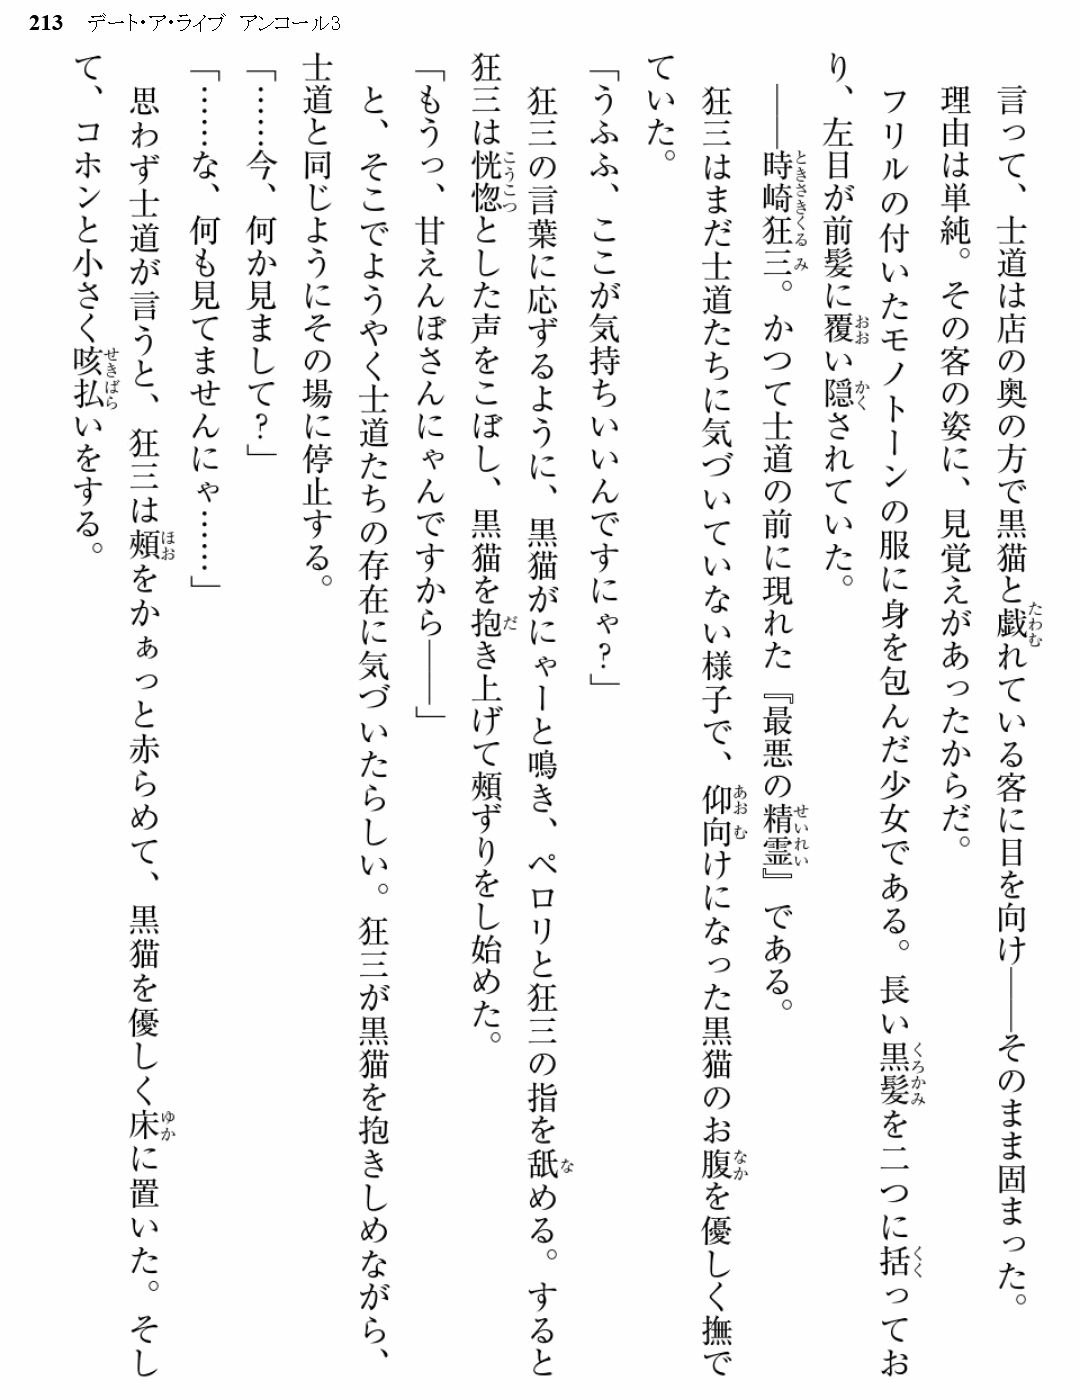 213 デート・ア・ライブ アンコール3
言って、士道は店の奥の方で黒猫と戯れている客に目を向け――そのまま固まった。
理由は単純。その客の姿に、見覚えがあったからだ。
フリルの付いたモノトーンの服に身を包んだ少女である。長い黒髪を二つに括ってお
り、左目が前髪に覆い隠されていた。
――時崎狂三。かつて士道の前に現れた『最悪の精霊』である。
狂三はまだ士道たちに気づいていない様子で、仰向けになった黒猫のお腹を優しく撫で
ていた。
「うふふ、ここが気持ちいいんですにゃ?」
狂三の言葉に応ずるように、黒猫がにゃーと鳴き、ペロリと狂三の指を舐める。すると
狂三は恍惚とした声をこぼし、黒猫を抱き上げて頰ずりをし始めた。
「もうっ、甘えんぼさんにゃんですから――」
と、そこでようやく士道たちの存在に気づいたらしい。狂三が黒猫を抱きしめながら、
士道と同じようにその場に停止する。
「……今、何か見まして?」
「……な、何も見てませんにゃ……」
思わず士道が言うと、狂三は頰をかぁっと赤らめて、黒猫を優しく床に置いた。そし
て、コホンと小さく咳払いをする。